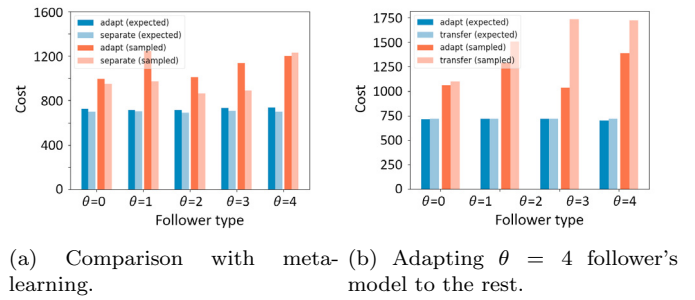 1600
1200
800
400
0
Cost
adapt (expected)
separate (expected)
adapt (sampled)
separate (sampled)
θ=0 θ=1 θ=2 θ=3 θ=4
Follower type
1750
1500
1250
1000
750
500
250
0
Cost
adapt (expected)
transfer (expected)
adapt (sampled)
transfer (sampled)
θ=0 θ=1 θ=2 θ=3 θ=4
Follower type
(a) Comparison with meta-
learning.
(b) Adapting θ = 4 follower's
model to the rest.